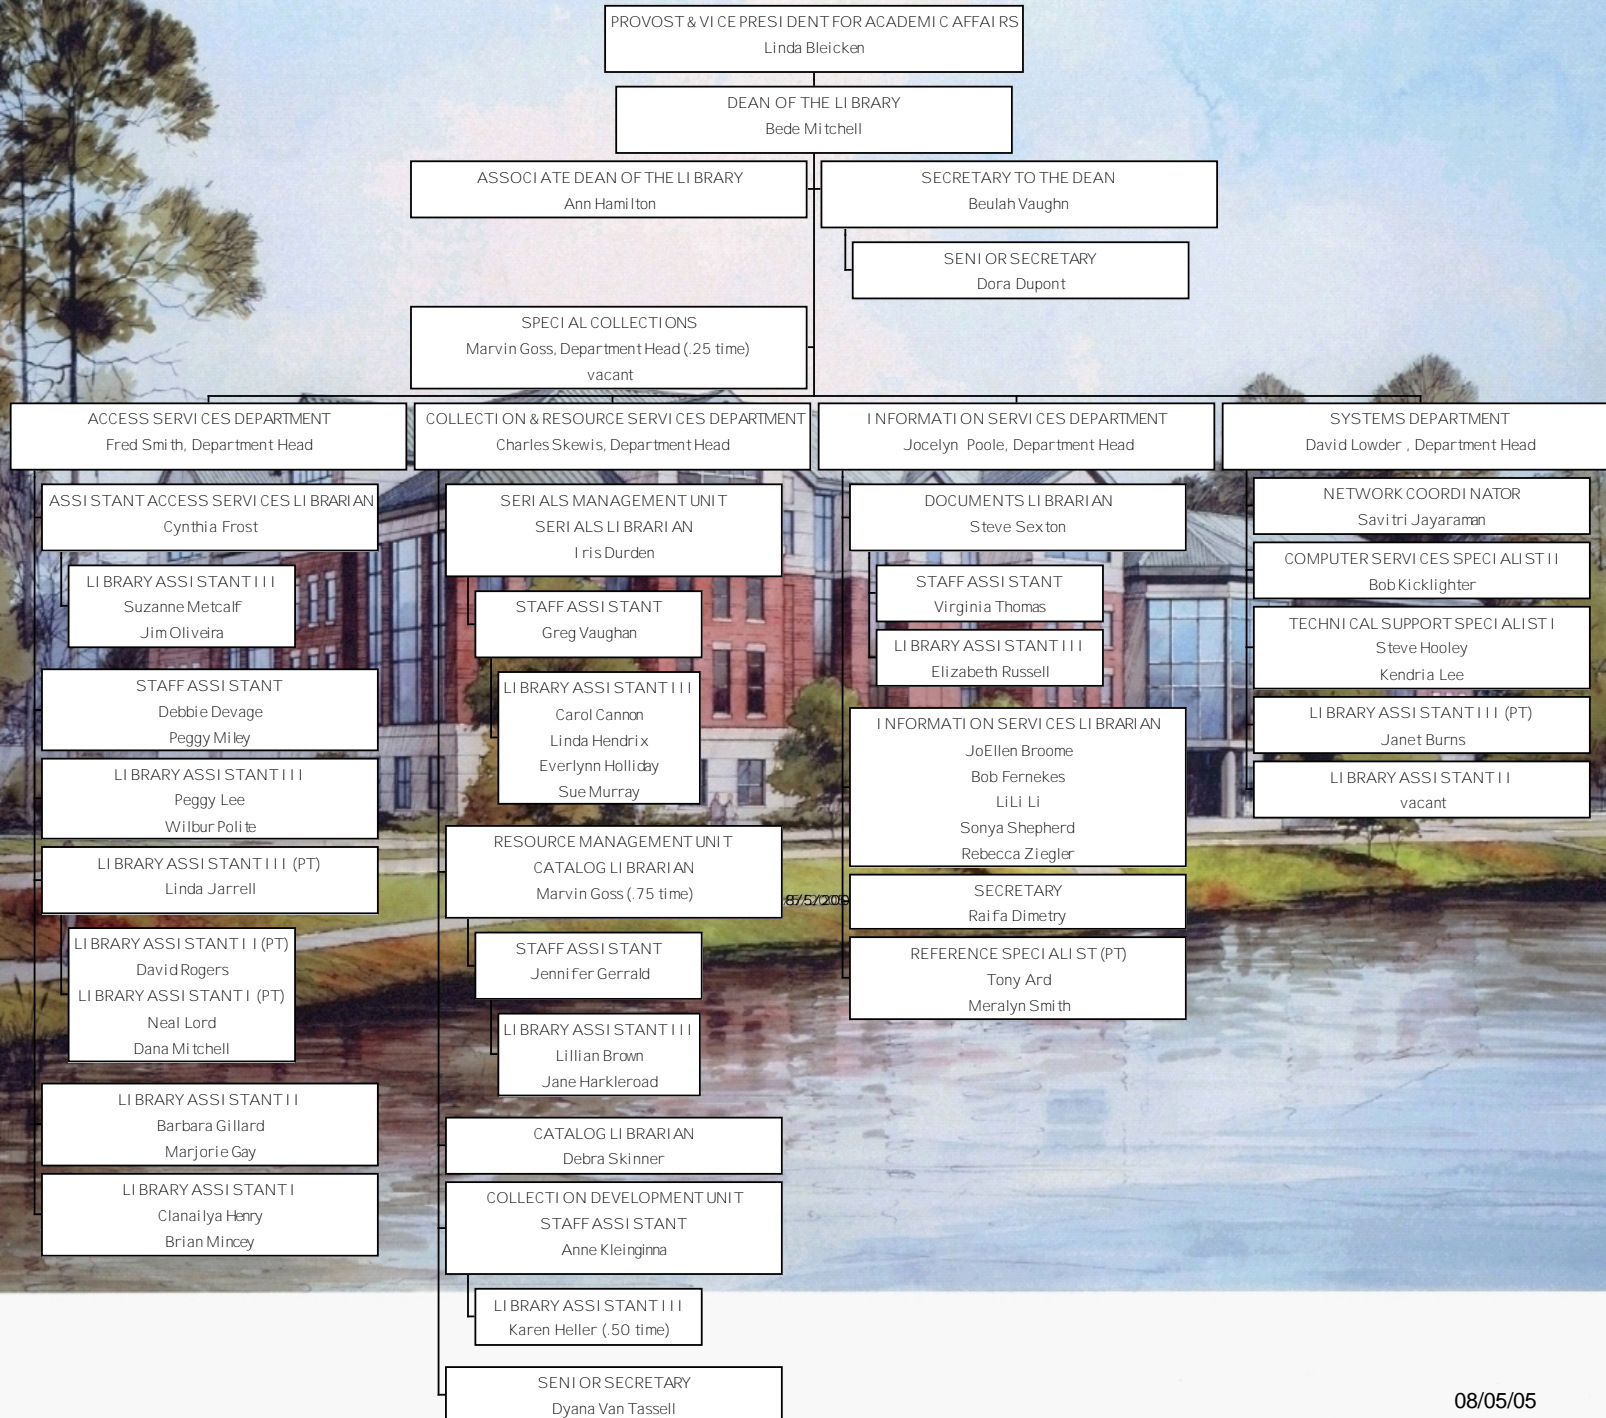 PROVOST & VICE PRESIDENT FOR ACADEMIC AFFAIRS
Linda Bleicken
DEAN OF THE LIBRARY
Bede Mitchell
ASSOCIATE DEAN OF THE LIBRARY
Ann Hamilton
SECRETARY TO THE DEAN
Beulah Vaughn
SENIOR SECRETARY
Dora Dupont
SPECIAL COLLECTIONS
Marvin Goss, Department Head (.25 time)
vacant
ACCESS SERVICES DEPARTMENT
Fred Smith, Department Head
ASSISTANT ACCESS SERVICES LIBRARIAN
Cynthia Frost
LIBRARY ASSISTANT III
Suzanne Metcalf
Jim Oliveira
STAFF ASSISTANT
Debbie Devage
Peggy Miley
LIBRARY ASSISTANT III
Peggy Lee
Wilbur Polite
LIBRARY ASSISTANT III (PT)
Linda Jarrell
LIBRARY ASSISTANT II (PT)
David Rogers
LIBRARY ASSISTANT I (PT)
Neal Lord
Dana Mitchell
LIBRARY ASSISTANT II
Barbara Gillard
Marjorie Gay
LIBRARY ASSISTANT I
Clanailya Henry
Brian Mincey
COLLECTION & RESOURCE SERVICES DEPARTMENT
Charles Skewis, Department Head
SERIALS MANAGEMENT UNIT
SERIALS LIBRARIAN
Iris Durden
STAFF ASSISTANT
Greg Vaughan
LIBRARY ASSISTANT III
Carol Cannon
Linda Hendrix
Everlynn Holliday
Sue Murray
RESOURCE MANAGEMENT UNIT
CATALOG LIBRARIAN
Marvin Goss (.75 time)
STAFF ASSISTANT
Jennifer Gerrald
LIBRARY ASSISTANT III
Lillian Brown
Jane Harkleroad
CATALOG LIBRARIAN
Debra Skinner
COLLECTION DEVELOPMENT UNIT
STAFF ASSISTANT
Anne Kleinginna
LIBRARY ASSISTANT III
Karen Heller (.50 time)
SENIOR SECRETARY
Dyana Van Tassell
INFORMATION SERVICES DEPARTMENT
Jocelyn Poole, Department Head
DOCUMENTS LIBRARIAN
Steve Sexton
STAFF ASSISTANT
Virginia Thomas
LIBRARY ASSISTANT III
Elizabeth Russell
INFORMATION SERVICES LIBRARIAN
JoEllen Broome
Bob Fernekes
LiLi Li
Sonya Shepherd
Rebecca Ziegler
SECRETARY
Raifa Dimetry
REFERENCE SPECIALIST (PT)
Tony Ard
Meralyn Smith
SYSTEMS DEPARTMENT
David Lowder , Department Head
NETWORK COORDINATOR
Savitri Jayaraman
COMPUTER SERVICES SPECIALIST II
Bob Kicklighter
TECHNICAL SUPPORT SPECIALIST I
Steve Hooley
Kendria Lee
LIBRARY ASSISTANT III (PT)
Janet Burns
LIBRARY ASSISTANT II
vacant
08/05/05